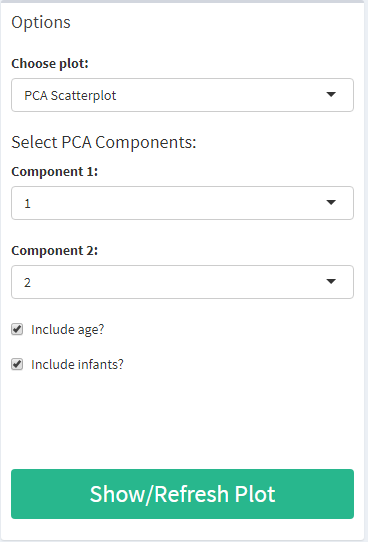 Options
Choose plot:
PCA Scatterplot
Select PCA Components:
Component 1:
1
Component 2:
2
Include age?
Include infants?
Show/Refresh Plot